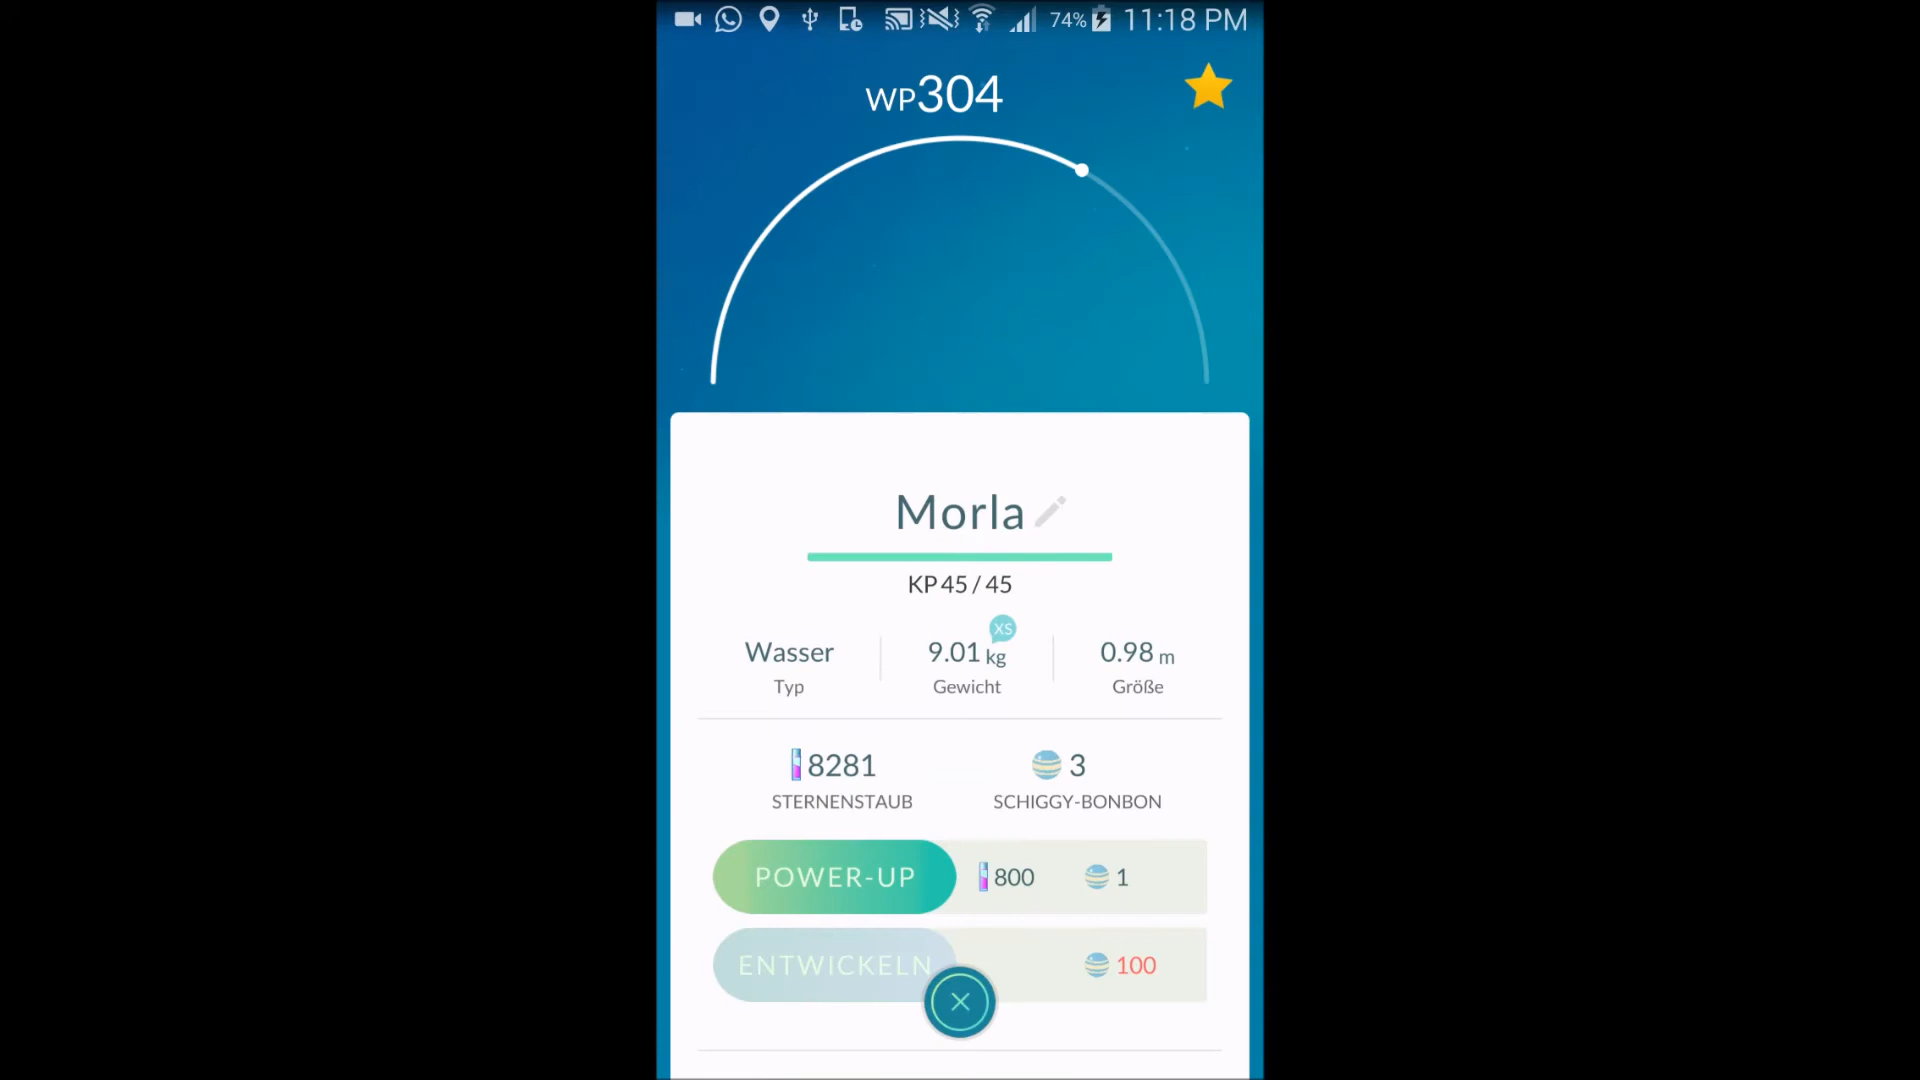 74% 11:18 PM
WP304
Morla
KP 45 / 45
XS
Wasser 9.01 kg 0.98 m
Typ Gewicht Größe
8281 3
STERNENSTAUB SCHIGGY-BONBON
POWER-UP 800 1
ENTWICKELN 100